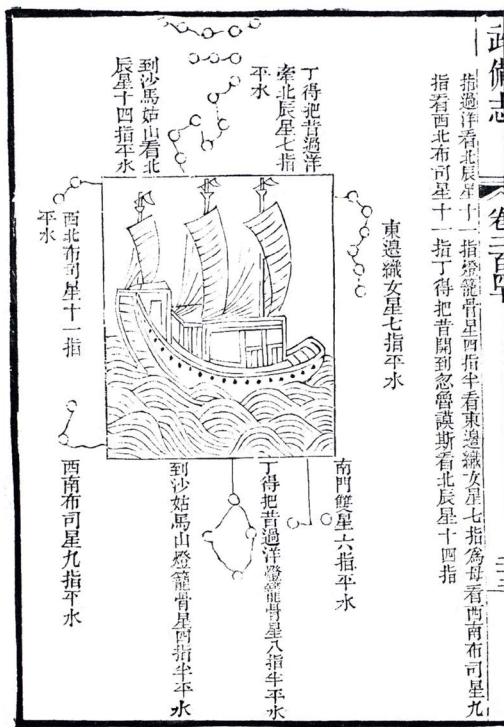 武備志
卷二百四十
指過洋看北辰星十一指燈籠骨星四指半看東邊織女星七指爲母看西南布司星九
指看西北布司星十一指丁得把昔開到忽魯謨斯看北辰星十四指
東邊織女星七指平水
丁得把昔過洋
牽北辰星七指
平水
到沙馬姑山看北
辰星十四指平水
西北布司星十一指
平水
南門雙星六指平水
丁得把昔過洋燈籠骨星八指半平水
到沙姑馬山燈籠骨星四指半平水
西南布司星九指平水